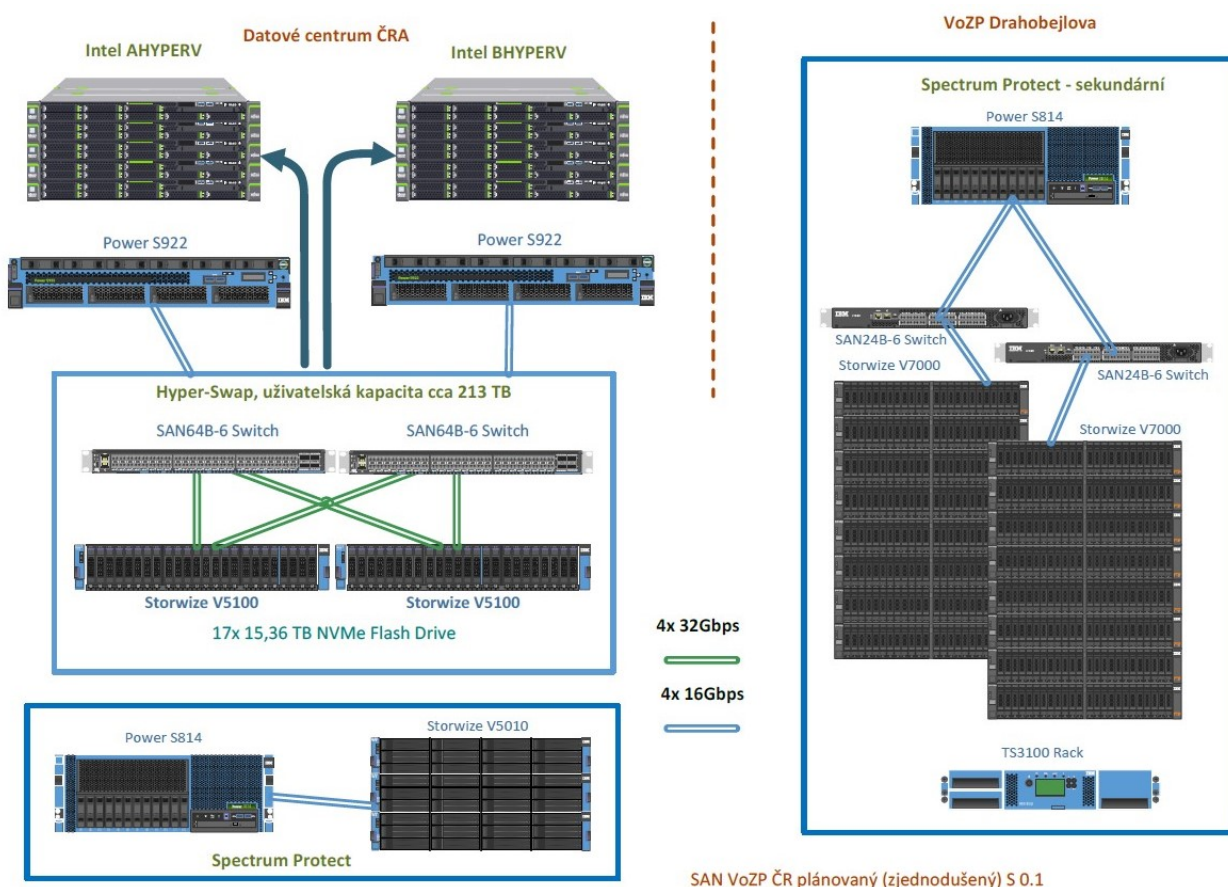 Datové centrum ČRA
Intel AHYPERV
Intel BHYPERV
Power S922
Power S922
Hyper-Swap, uživatelská kapacita cca 213 TB
SAN64B-6 Switch
SAN64B-6 Switch
Storwize V5100
Storwize V5100
17x 15,36 TB NVMe Flash Drive
4x 32Gbps
4x 16Gbps
Power S814
Storwize V5010
Spectrum Protect
VoZP Drahobejlova
Spectrum Protect - sekundární
Power S814
SAN24B-6 Switch
Storwize V7000
SAN24B-6 Switch
Storwize V7000
TS3100 Rack
SAN VoZP ČR plánovaný (zjednodušený) S 0.1